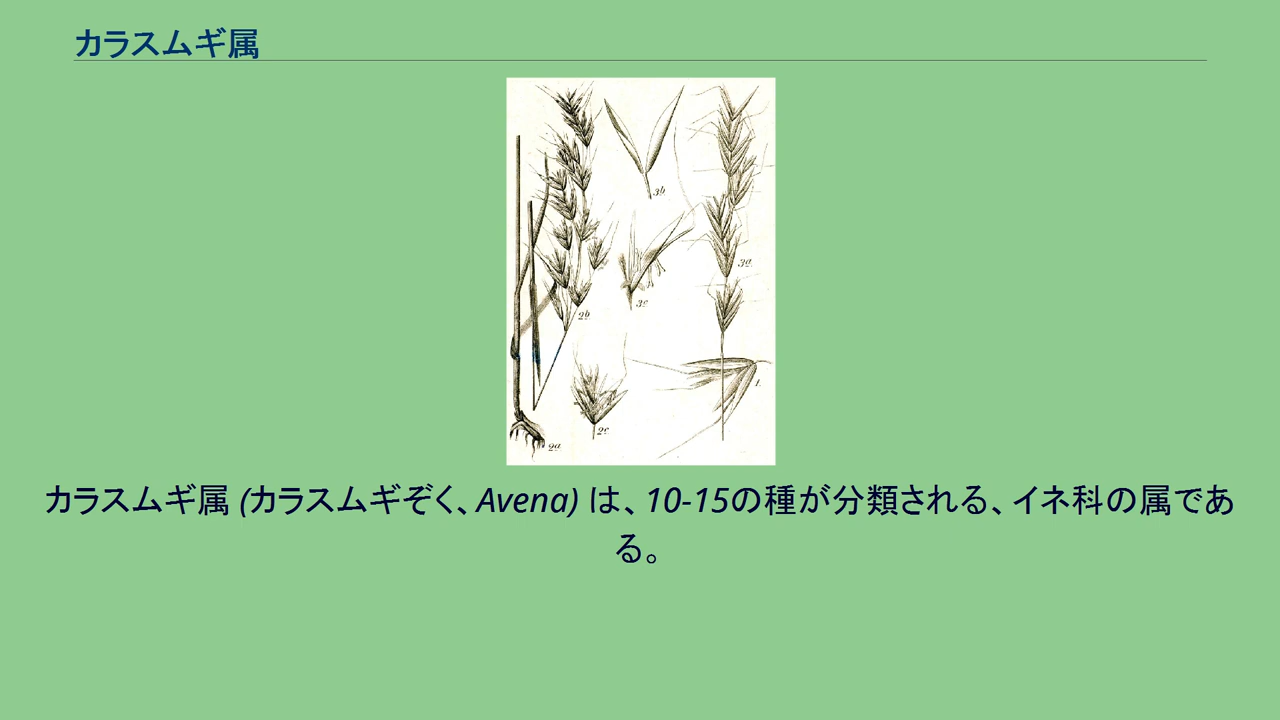 カラスムギ属
3b
3a.
3c
2b
1.
2c
2a
カラスムギ属 (カラスムギぞく、Avena) は、10-15の種が分類される、イネ科の属であ
る。